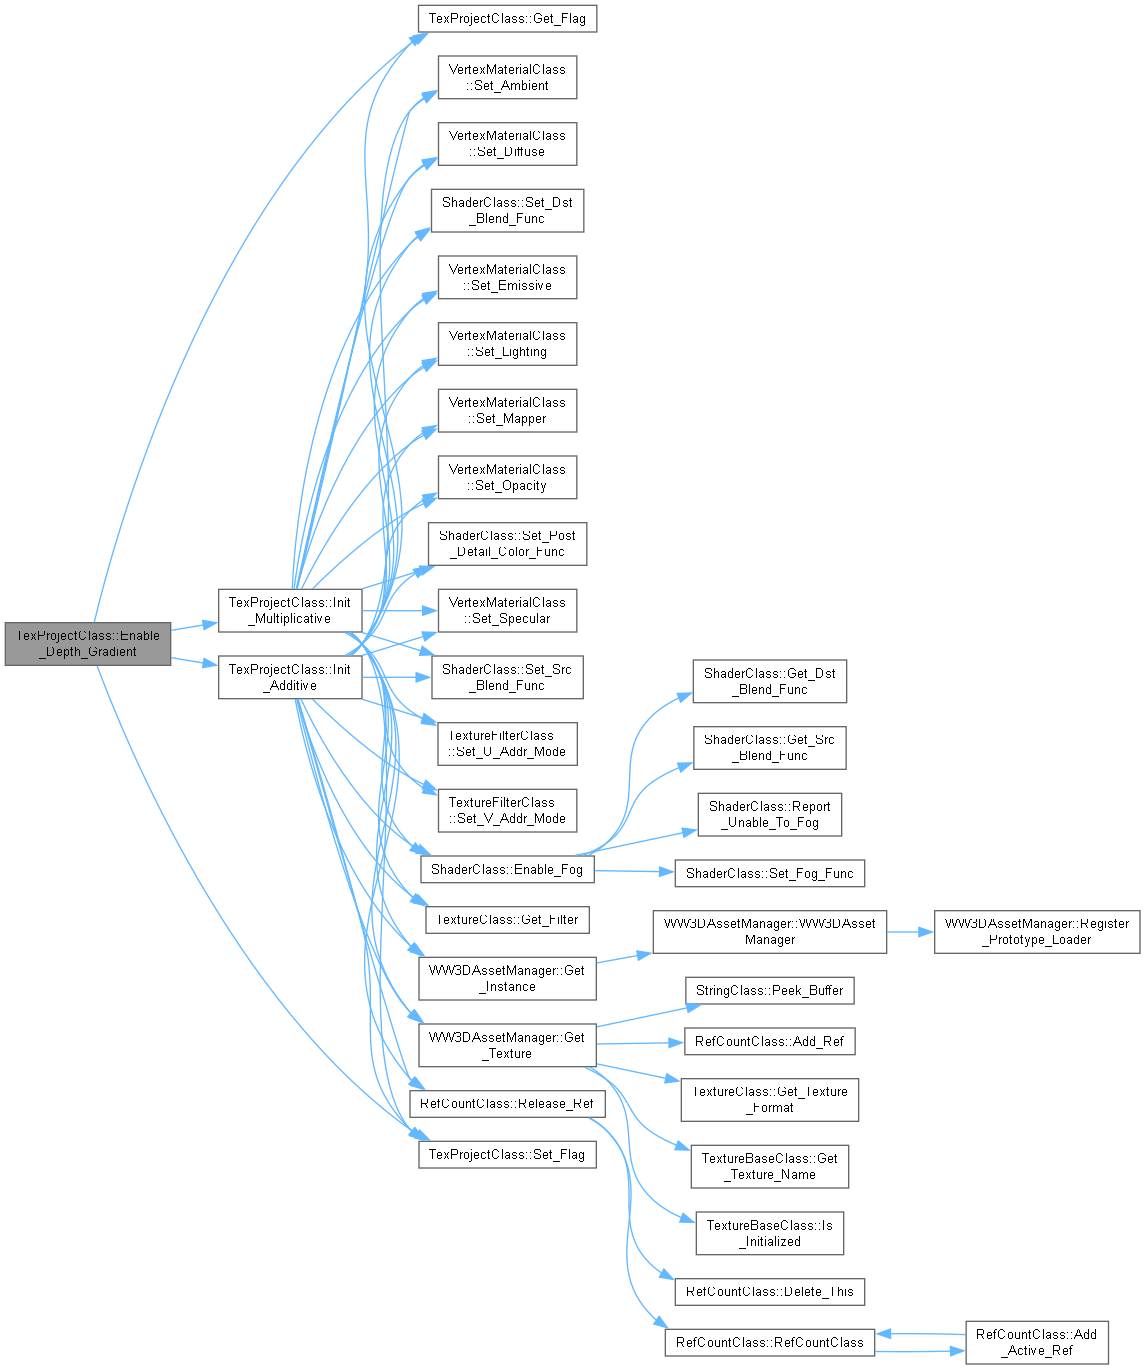 TexProjectClass::Get_Flag
VertexMaterialClass
::Set_Ambient
VertexMaterialClass
::Set_Diffuse
ShaderClass::Set_Dst
_Blend_Func
VertexMaterialClass
::Set_Emissive
VertexMaterialClass
::Set_Lighting
VertexMaterialClass
::Set_Mapper
VertexMaterialClass
::Set_Opacity
ShaderClass::Set_Post
_Detail_Color_Func
TexProjectClass::Init
_Multiplicative
VertexMaterialClass
::Set_Specular
TexProjectClass::Enable
_Depth_Gradient
TexProjectClass::Init
_Additive
ShaderClass::Set_Src
_Blend_Func
ShaderClass::Get_Dst
_Blend_Func
TextureFilterClass
::Set_U_Addr_Mode
ShaderClass::Get_Src
_Blend_Func
TextureFilterClass
::Set_V_Addr_Mode
ShaderClass::Report
_Unable_To_Fog
ShaderClass::Enable_Fog
ShaderClass::Set_Fog_Func
TextureClass::Get_Filter
WW3DAssetManager::WW3DAsset
Manager
WW3DAssetManager::Register
_Prototype_Loader
WW3DAssetManager::Get
_Instance
StringClass::Peek_Buffer
WW3DAssetManager::Get
_Texture
RefCountClass::Add_Ref
TextureClass::Get_Texture
_Format
RefCountClass::Release_Ref
TexProjectClass::Set_Flag
TextureBaseClass::Get
_Texture_Name
TextureBaseClass::Is
_Initialized
RefCountClass::Delete_This
RefCountClass::RefCountClass
RefCountClass::Add
_Active_Ref